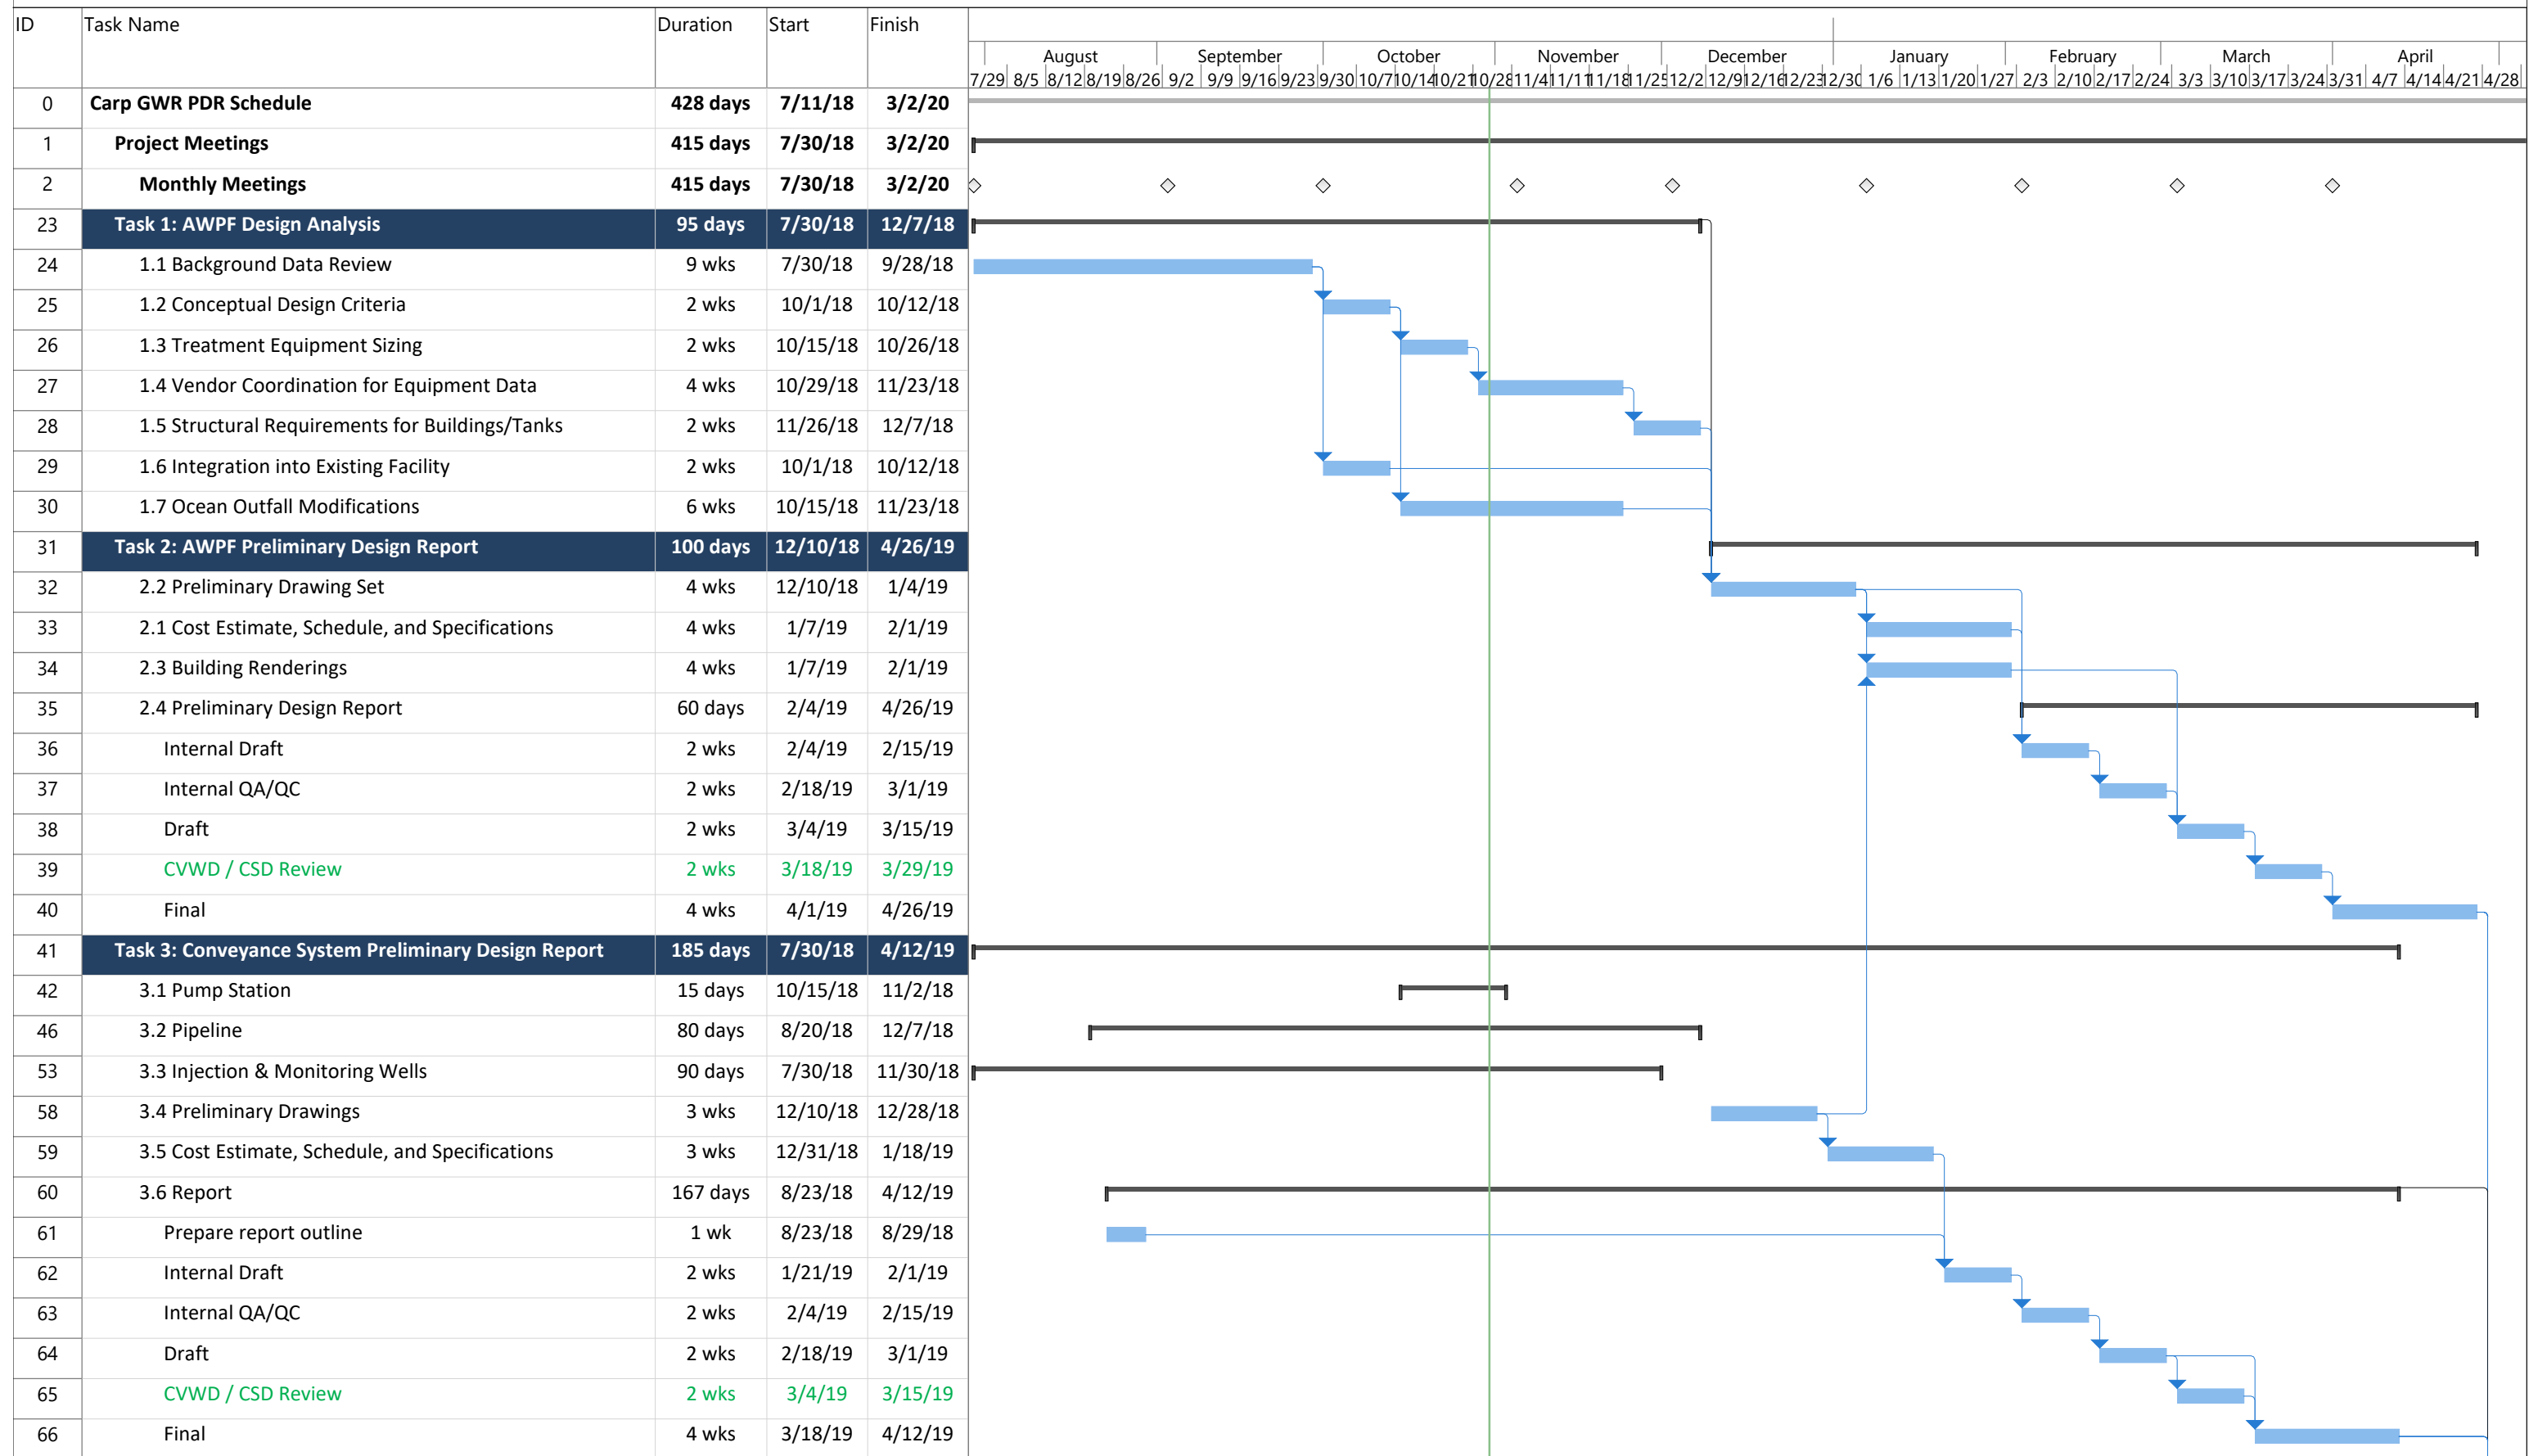 ID Task Name Duration Start Finish
August September October November December January February March April
7/29 8/5 8/12 8/19 8/26 9/2 9/9 9/16 9/23 9/30 10/7 10/14 10/21 10/28 11/4 11/11 11/18 11/25 12/2 12/9 12/16 12/23 12/30 1/6 1/13 1/20 1/27 2/3 2/10 2/17 2/24 3/3 3/10 3/17 3/24 3/31 4/7 4/14 4/21 4/28
0 Carp GWR PDR Schedule 428 days 7/11/18 3/2/20
1 Project Meetings 415 days 7/30/18 3/2/20
2 Monthly Meetings 415 days 7/30/18 3/2/20
23 Task 1: AWPF Design Analysis 95 days 7/30/18 12/7/18
24 1.1 Background Data Review 9 wks 7/30/18 9/28/18
25 1.2 Conceptual Design Criteria 2 wks 10/1/18 10/12/18
26 1.3 Treatment Equipment Sizing 2 wks 10/15/18 10/26/18
27 1.4 Vendor Coordination for Equipment Data 4 wks 10/29/18 11/23/18
28 1.5 Structural Requirements for Buildings/Tanks 2 wks 11/26/18 12/7/18
29 1.6 Integration into Existing Facility 2 wks 10/1/18 10/12/18
30 1.7 Ocean Outfall Modifications 6 wks 10/15/18 11/23/18
31 Task 2: AWPF Preliminary Design Report 100 days 12/10/18 4/26/19
32 2.2 Preliminary Drawing Set 4 wks 12/10/18 1/4/19
33 2.1 Cost Estimate, Schedule, and Specifications 4 wks 1/7/19 2/1/19
34 2.3 Building Renderings 4 wks 1/7/19 2/1/19
35 2.4 Preliminary Design Report 60 days 2/4/19 4/26/19
36 Internal Draft 2 wks 2/4/19 2/15/19
37 Internal QA/QC 2 wks 2/18/19 3/1/19
38 Draft 2 wks 3/4/19 3/15/19
39 CVWD / CSD Review 2 wks 3/18/19 3/29/19
40 Final 4 wks 4/1/19 4/26/19
41 Task 3: Conveyance System Preliminary Design Report 185 days 7/30/18 4/12/19
42 3.1 Pump Station 15 days 10/15/18 11/2/18
46 3.2 Pipeline 80 days 8/20/18 12/7/18
53 3.3 Injection & Monitoring Wells 90 days 7/30/18 11/30/18
58 3.4 Preliminary Drawings 3 wks 12/10/18 12/28/18
59 3.5 Cost Estimate, Schedule, and Specifications 3 wks 12/31/18 1/18/19
60 3.6 Report 167 days 8/23/18 4/12/19
61 Prepare report outline 1 wk 8/23/18 8/29/18
62 Internal Draft 2 wks 1/21/19 2/1/19
63 Internal QA/QC 2 wks 2/4/19 2/15/19
64 Draft 2 wks 2/18/19 3/1/19
65 CVWD / CSD Review 2 wks 3/4/19 3/15/19
66 Final 4 wks 3/18/19 4/12/19